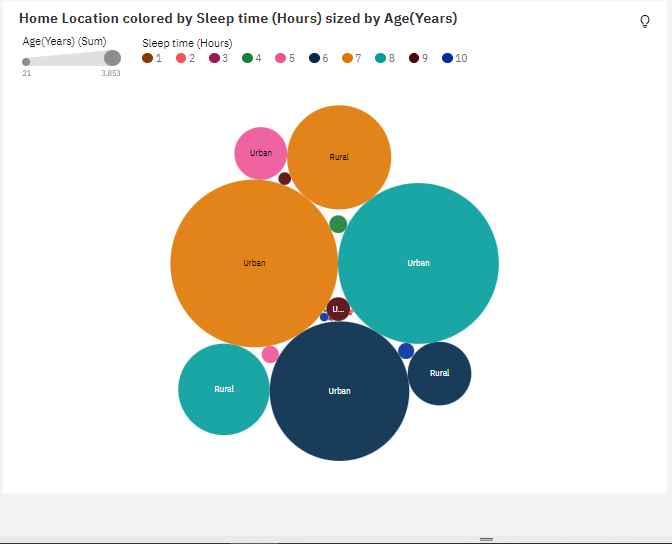 Home Location colored by Sleep time (Hours) sized by Age(Years)
Age(Years) (Sum)
21
3,853
Sleep time (Hours)
1 2 3 4 5 6 7 8 9 10
Urban
Rural
Urban
Urban
U...
Rural
Urban
Rural